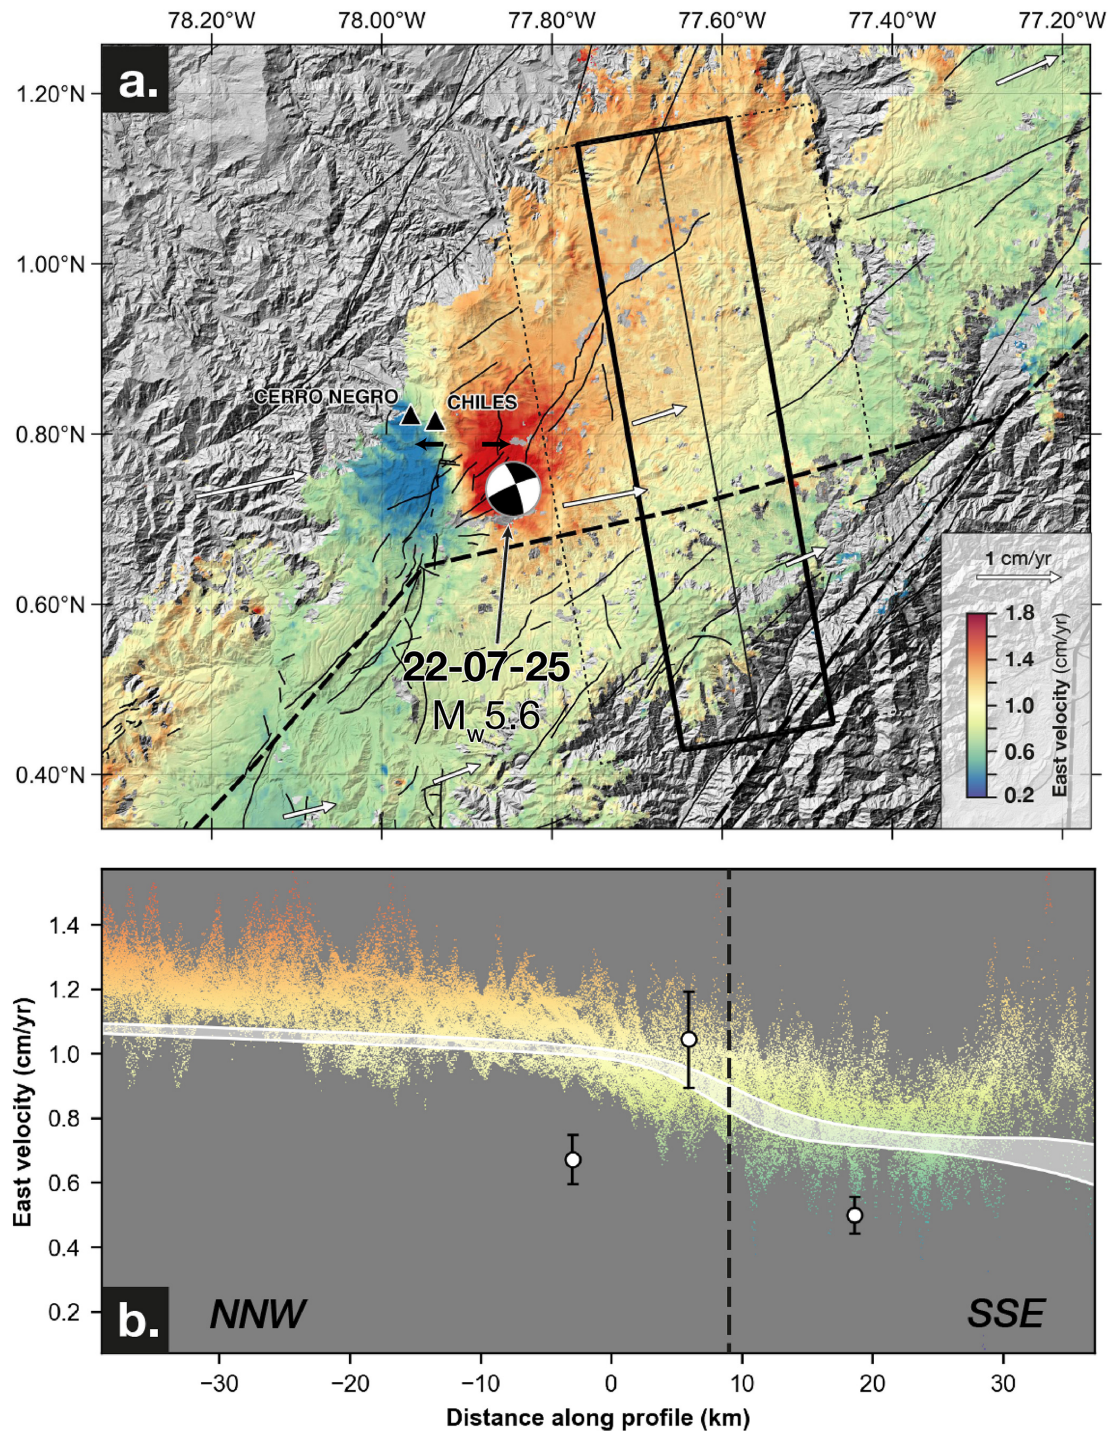 78.20°W 78.00°W 77.80°W 77.60°W 77.40°W 77.20°W
a.
1.20°N
1.00°N
0.80°N
0.60°N
0.40°N
CERRO NEGRO
CHILES
22-07-25
Mw5.6
1 cm/yr
1.8
1.4
1.0
0.6
0.2
East velocity (cm/yr)
1.4
1.2
1.0
0.8
0.6
0.4
0.2
East velocity (cm/yr)
b.
NNW
SSE
−30 −20 −10 0 10 20 30
Distance along profile (km)